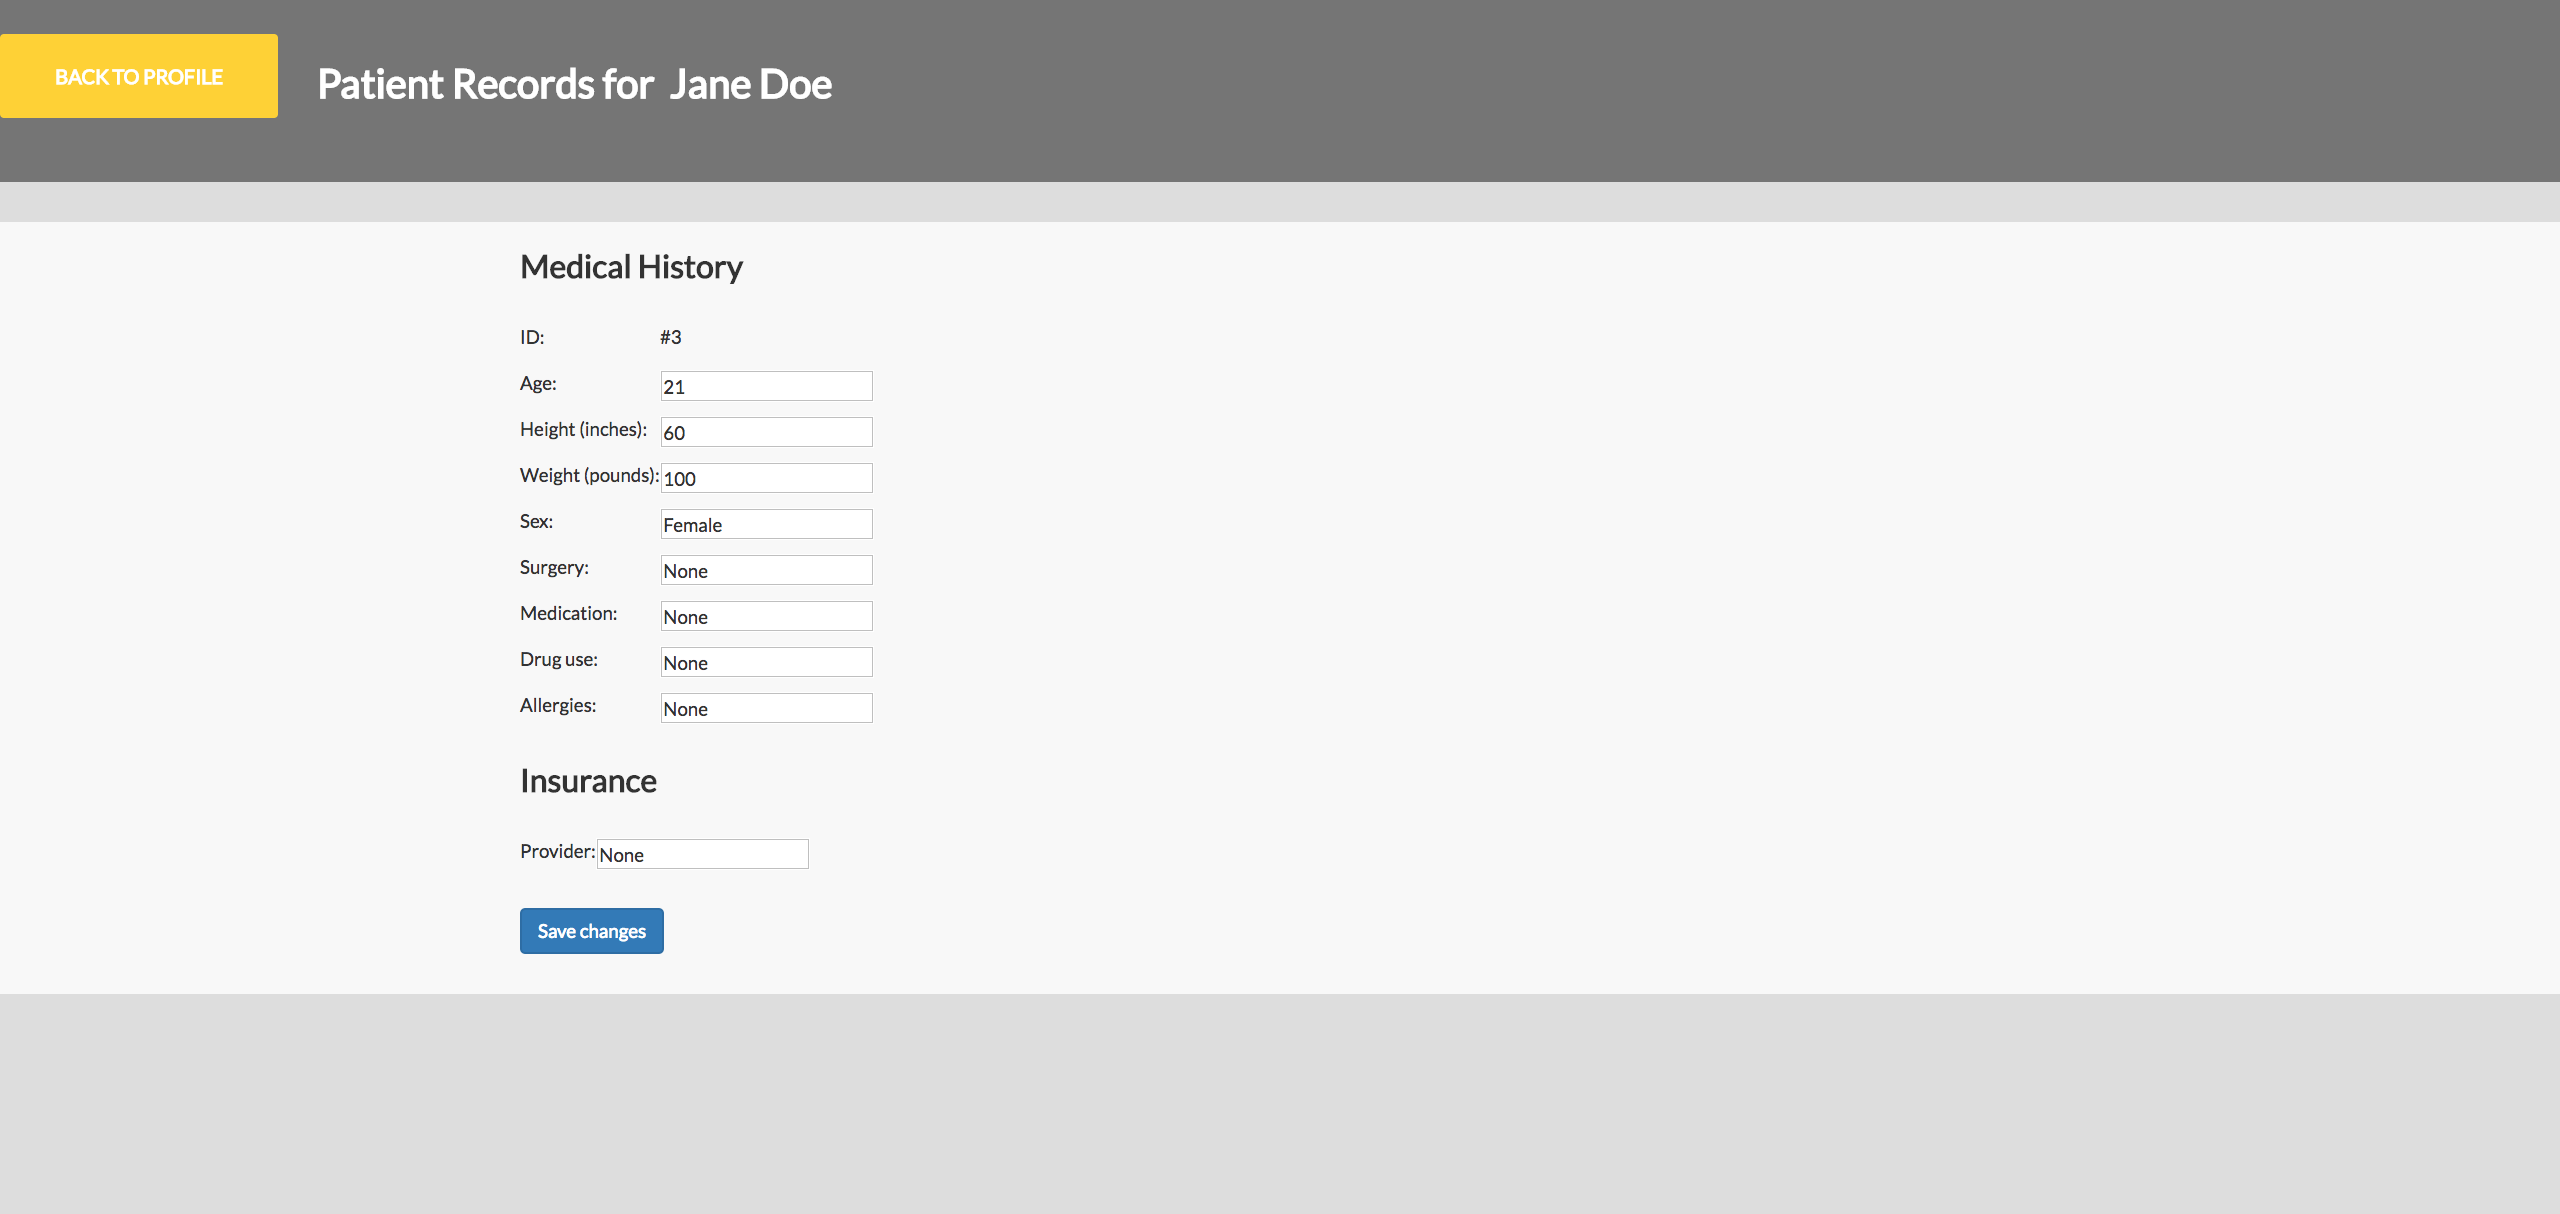 BACK TO PROFILE
Patient Records for Jane Doe
Medical History
ID: #3
Age: 21
Height (inches): 60
Weight (pounds): 100
Sex: Female
Surgery: None
Medication: None
Drug use: None
Allergies: None
Insurance
Provider: None
Save changes